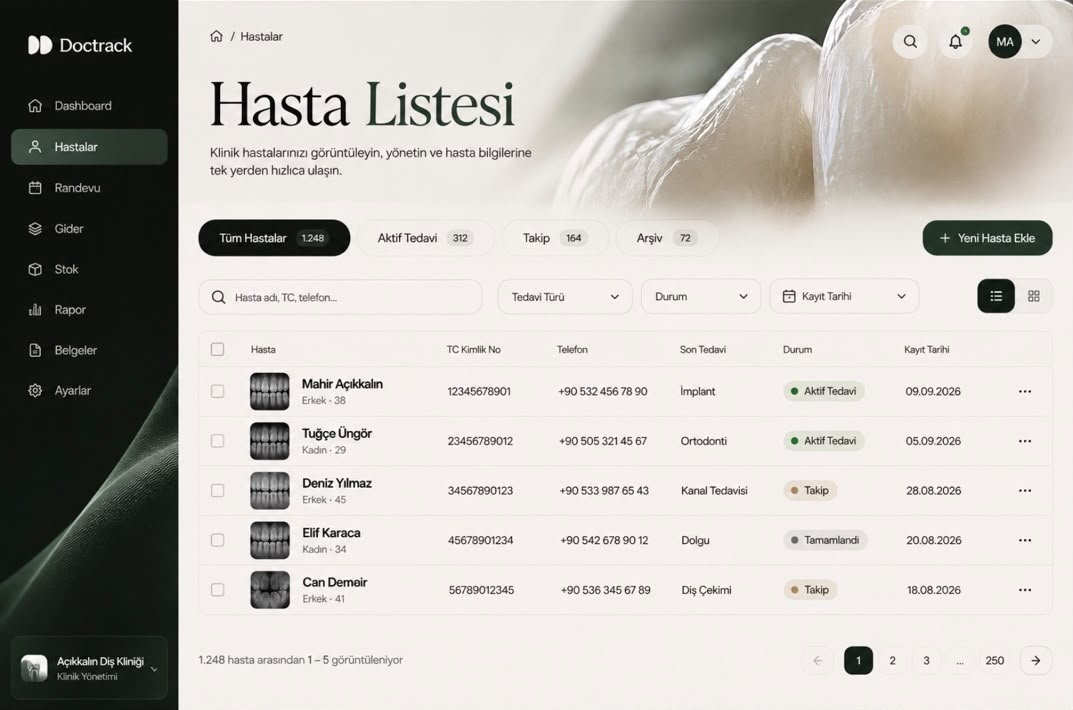 Doctrack
Dashboard
Hastalar
Randevu
Gider
Stok
Rapor
Belgeler
Ayarlar
Açıkkalın Diş Kliniği
Klinik Yönetimi
/ Hastalar
MA
Hasta Listesi
Klinik hastalarınızı görüntüleyin, yönetin ve hasta bilgilerine
tek yerden hızlıca ulaşın.
Tüm Hastalar 1.248
Aktif Tedavi 312
Takip 164
Arşiv 72
+ Yeni Hasta Ekle
Hasta adı, TC, telefon...
Tedavi Türü
Durum
Kayıt Tarihi
Hasta TC Kimlik No Telefon Son Tedavi Durum Kayıt Tarihi
Mahir Açıkkalın 12345678901 +90 532 456 78 90 İmplant Aktif Tedavi 09.09.2026
Erkek • 38
Tuğçe Üngör 23456789012 +90 505 321 45 67 Ortodonti Aktif Tedavi 05.09.2026
Kadın • 29
Deniz Yılmaz 34567890123 +90 533 987 65 43 Kanal Tedavisi Takip 28.08.2026
Erkek • 45
Elif Karaca 45678901234 +90 542 678 90 12 Dolgu Tamamlandı 20.08.2026
Kadın • 34
Can Demeir 56789012345 +90 536 345 67 89 Diş Çekimi Takip 18.08.2026
Erkek • 41
1.248 hasta arasından 1 – 5 görüntüleniyor
1 2 3 ... 250